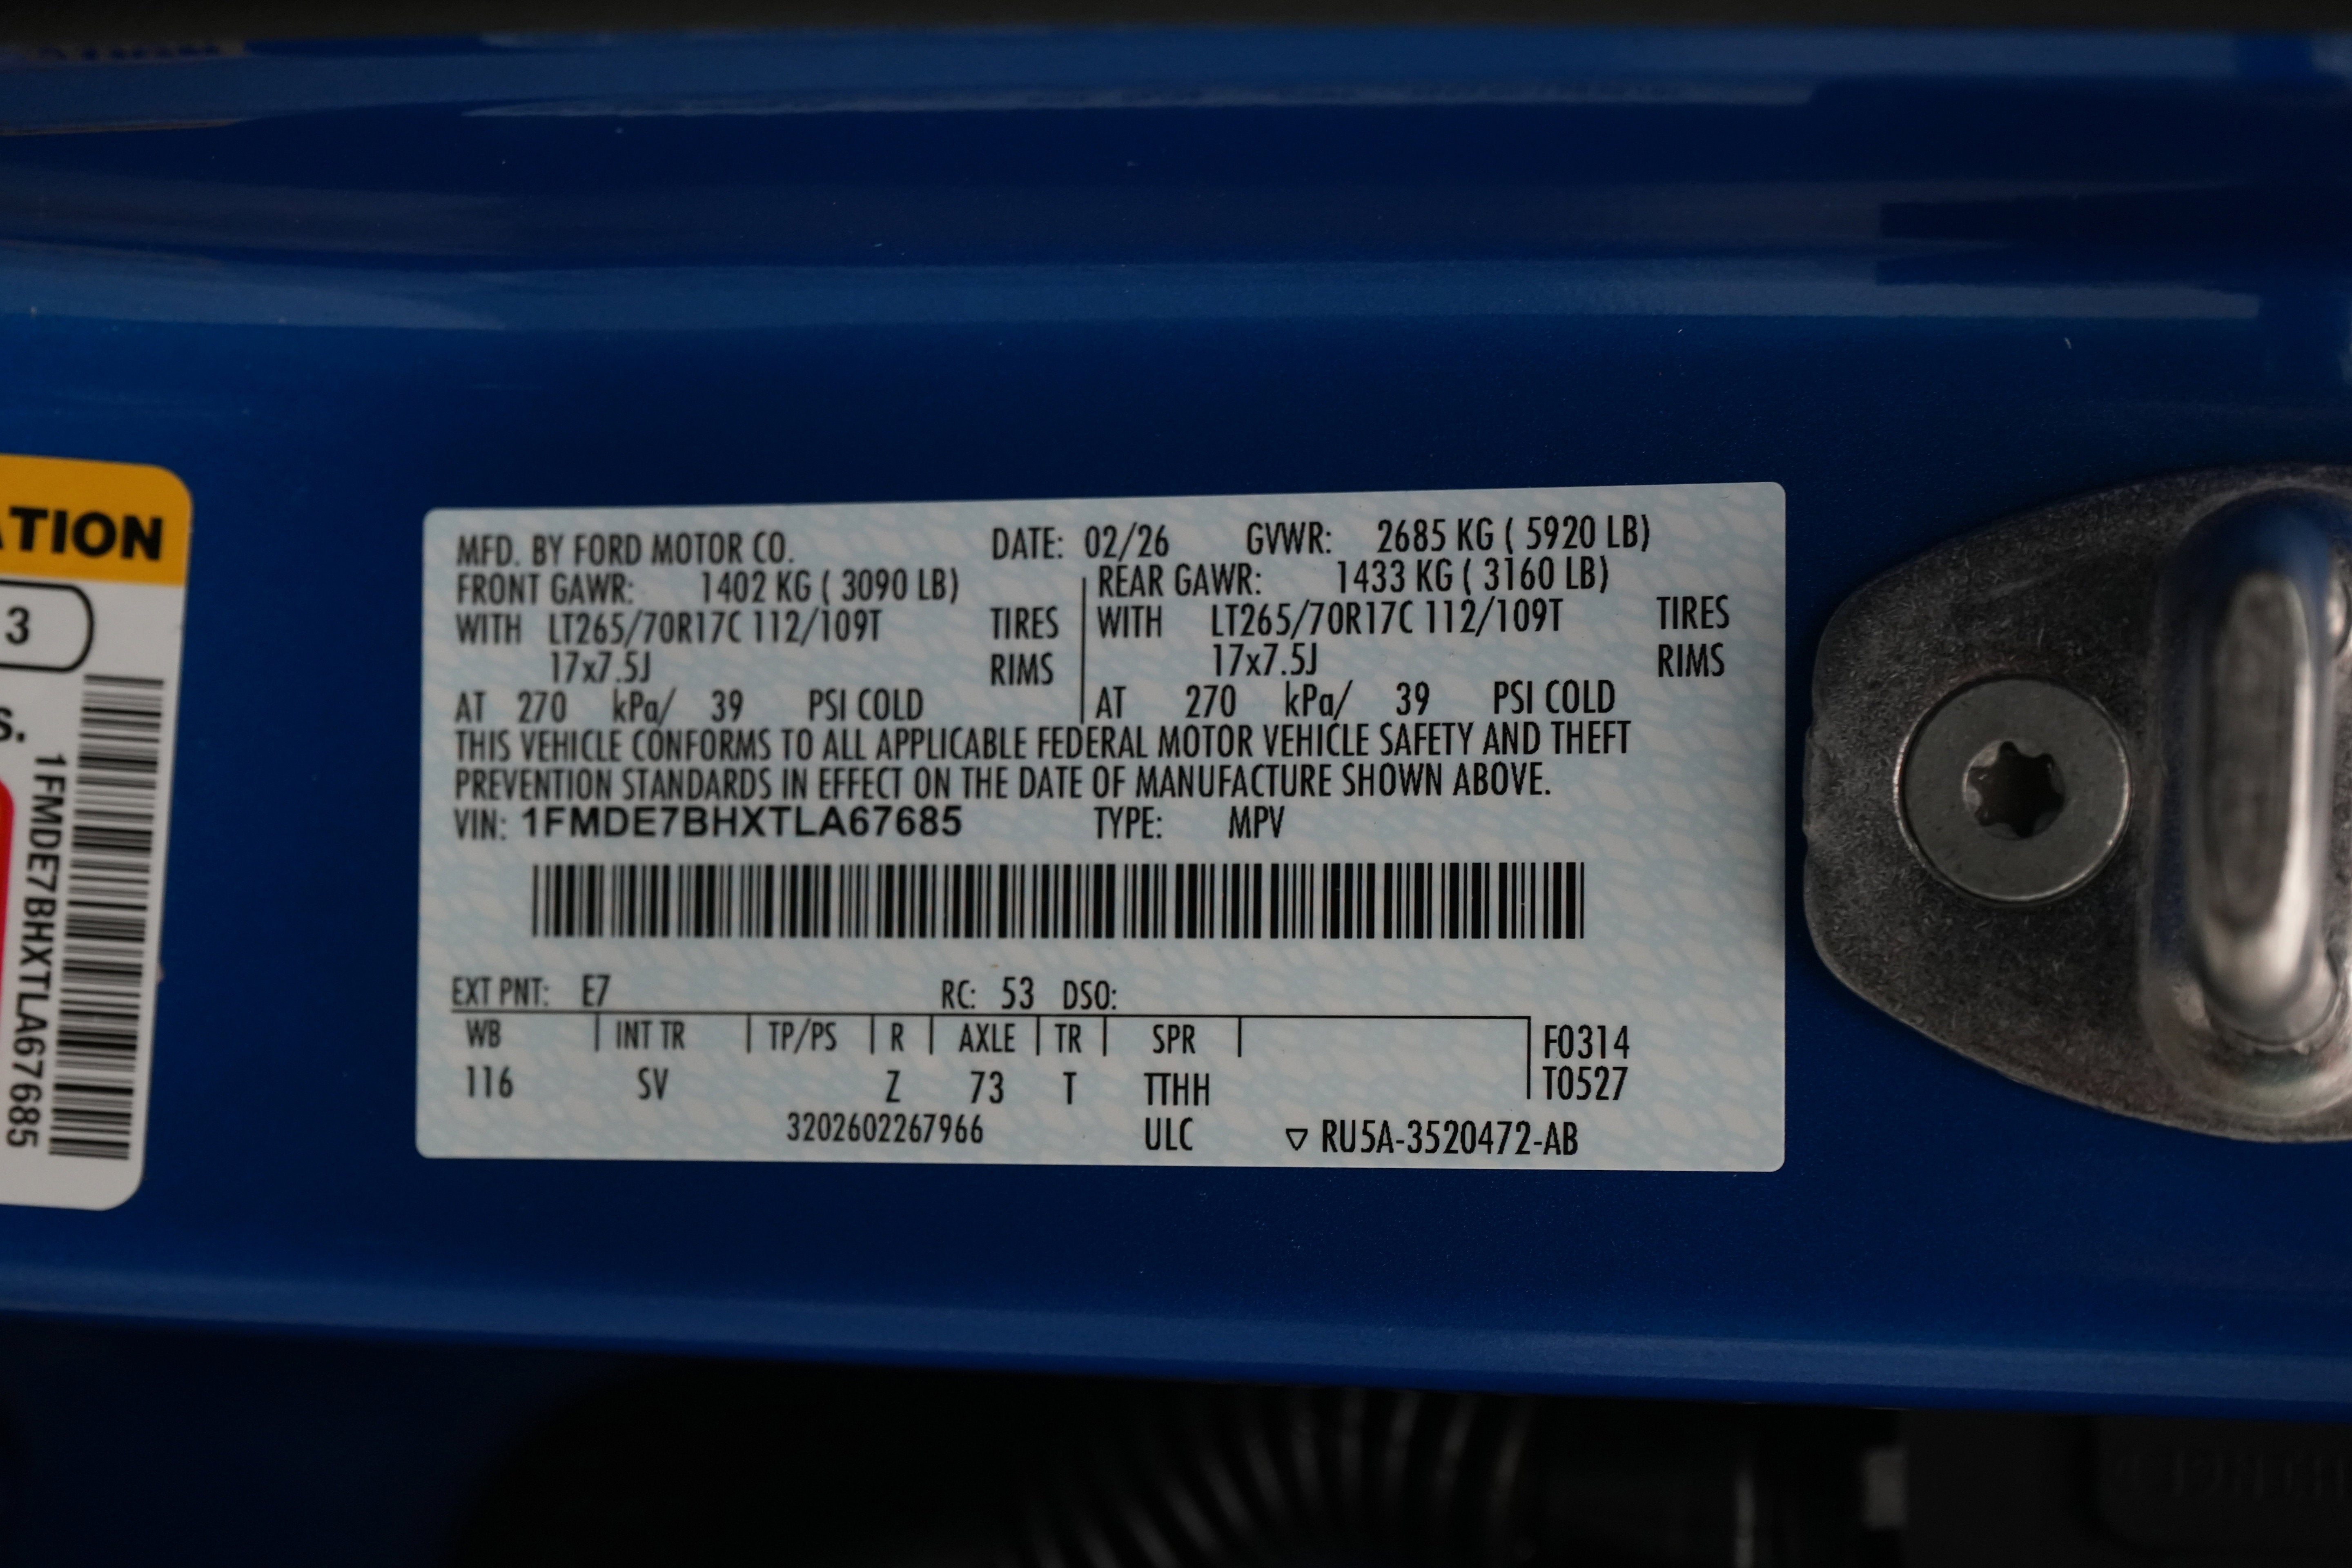 ATION
3
S.
1FMDE7BHXTLA67685
MFD. BY FORD MOTOR CO. DATE: 02/26 GVWR: 2685 KG ( 5920 LB)
FRONT GAWR: 1402 KG ( 3090 LB) REAR GAWR: 1433 KG ( 3160 LB)
WITH LT265/70R17C 112/109T TIRES WITH LT265/70R17C 112/109T TIRES
17x7.5J RIMS 17x7.5J RIMS
AT 270 kPa/ 39 PSI COLD AT 270 kPa/ 39 PSI COLD
THIS VEHICLE CONFORMS TO ALL APPLICABLE FEDERAL MOTOR VEHICLE SAFETY AND THEFT
PREVENTION STANDARDS IN EFFECT ON THE DATE OF MANUFACTURE SHOWN ABOVE.
VIN: 1FMDE7BHXTLA67685 TYPE: MPV
EXT PNT: E7 RC: 53 DSO:
WB INT TR TP/PS R AXLE TR SPR F0314
116 SV Z 73 T TTHH T0527
3202602267966 ULC ▽ RU5A-3520472-AB